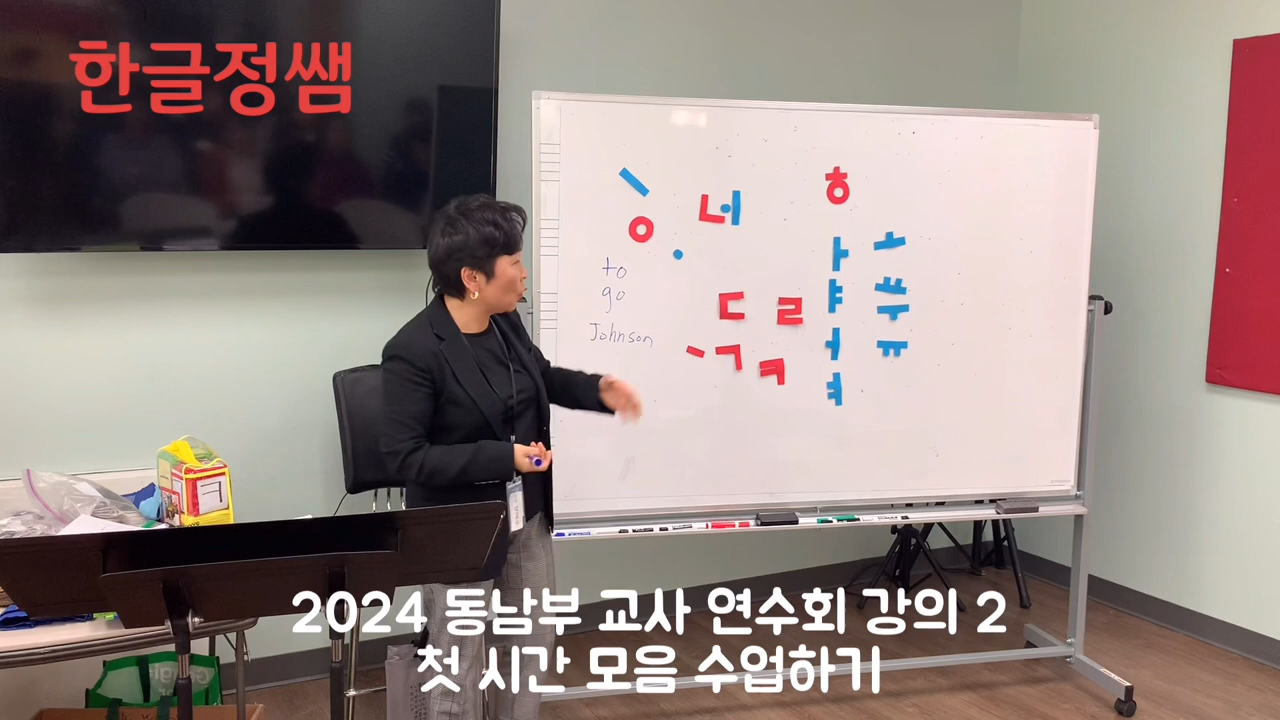 한글정쌤
ㅎ
네
ㅏ
ㅗ
to
go
ㅑ
ㅛ
ㄷ
ㄹ
ㅜ
Johnson
ㅓ
ㅠ
ㄱ
ㅋ
ㅕ
2024 동남부 교사 연수회 강의 2
첫 시간 모음 수업하기